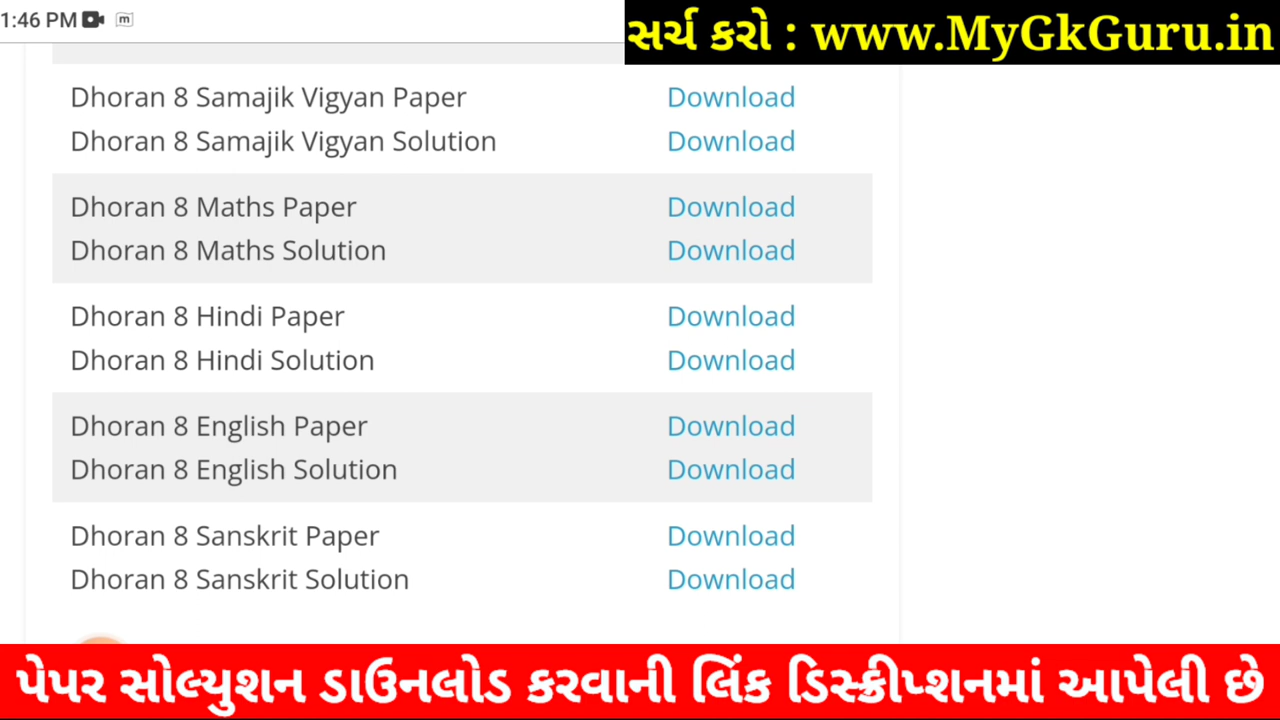 1:46 PM
સર્ચ કરો : www.MyGkGuru.in
Dhoran 8 Samajik Vigyan Paper Download
Dhoran 8 Samajik Vigyan Solution Download
Dhoran 8 Maths Paper Download
Dhoran 8 Maths Solution Download
Dhoran 8 Hindi Paper Download
Dhoran 8 Hindi Solution Download
Dhoran 8 English Paper Download
Dhoran 8 English Solution Download
Dhoran 8 Sanskrit Paper Download
Dhoran 8 Sanskrit Solution Download
પેપર સોલ્યુશન ડાઉનલોડ કરવાની લિંક ડિસ્ક્રીપ્શનમાં આપેલી છે